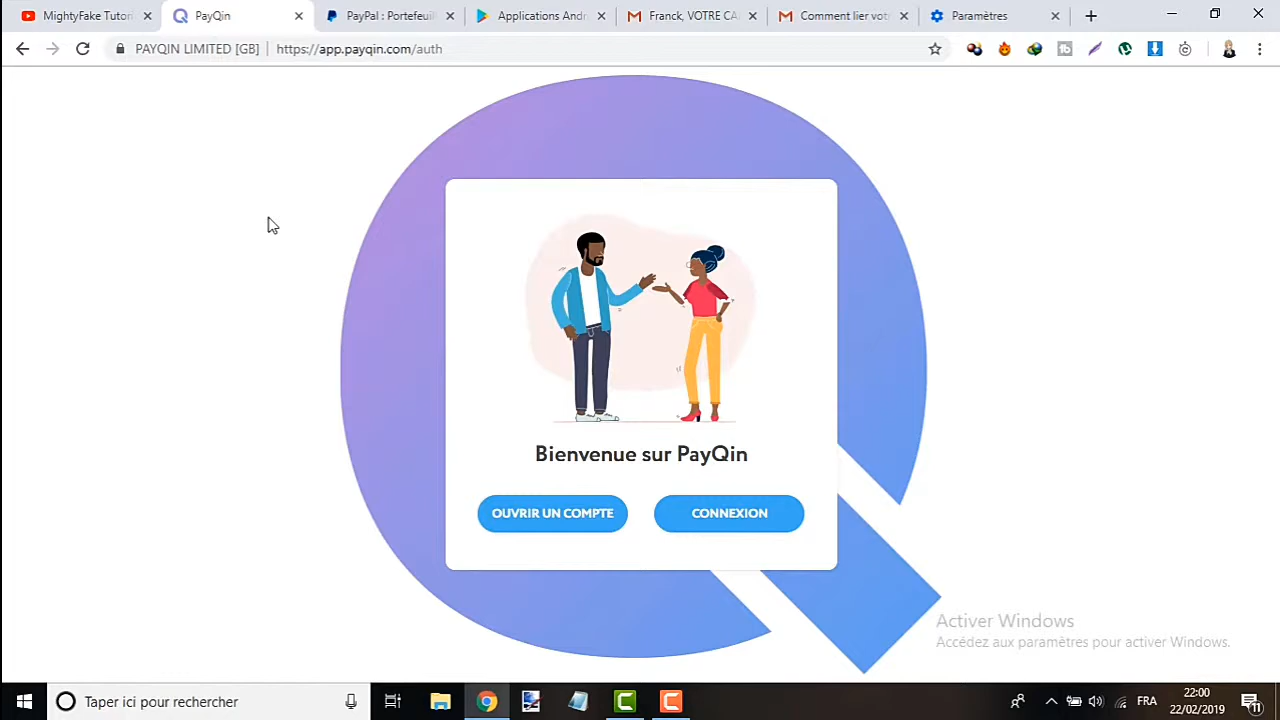 MightyFake Tutori
PayQin
PayPal : Portefeuil
Applications Andr
Franck, VOTRE CA
Comment lier vot
Paramètres
PAYQIN LIMITED [GB] | https://app.payqin.com/auth
Bienvenue sur PayQin
OUVRIR UN COMPTE
CONNEXION
Activer Windows
Accédez aux paramètres pour activer Windows.
Taper ici pour rechercher
FRA
22:00
22/02/2019
11